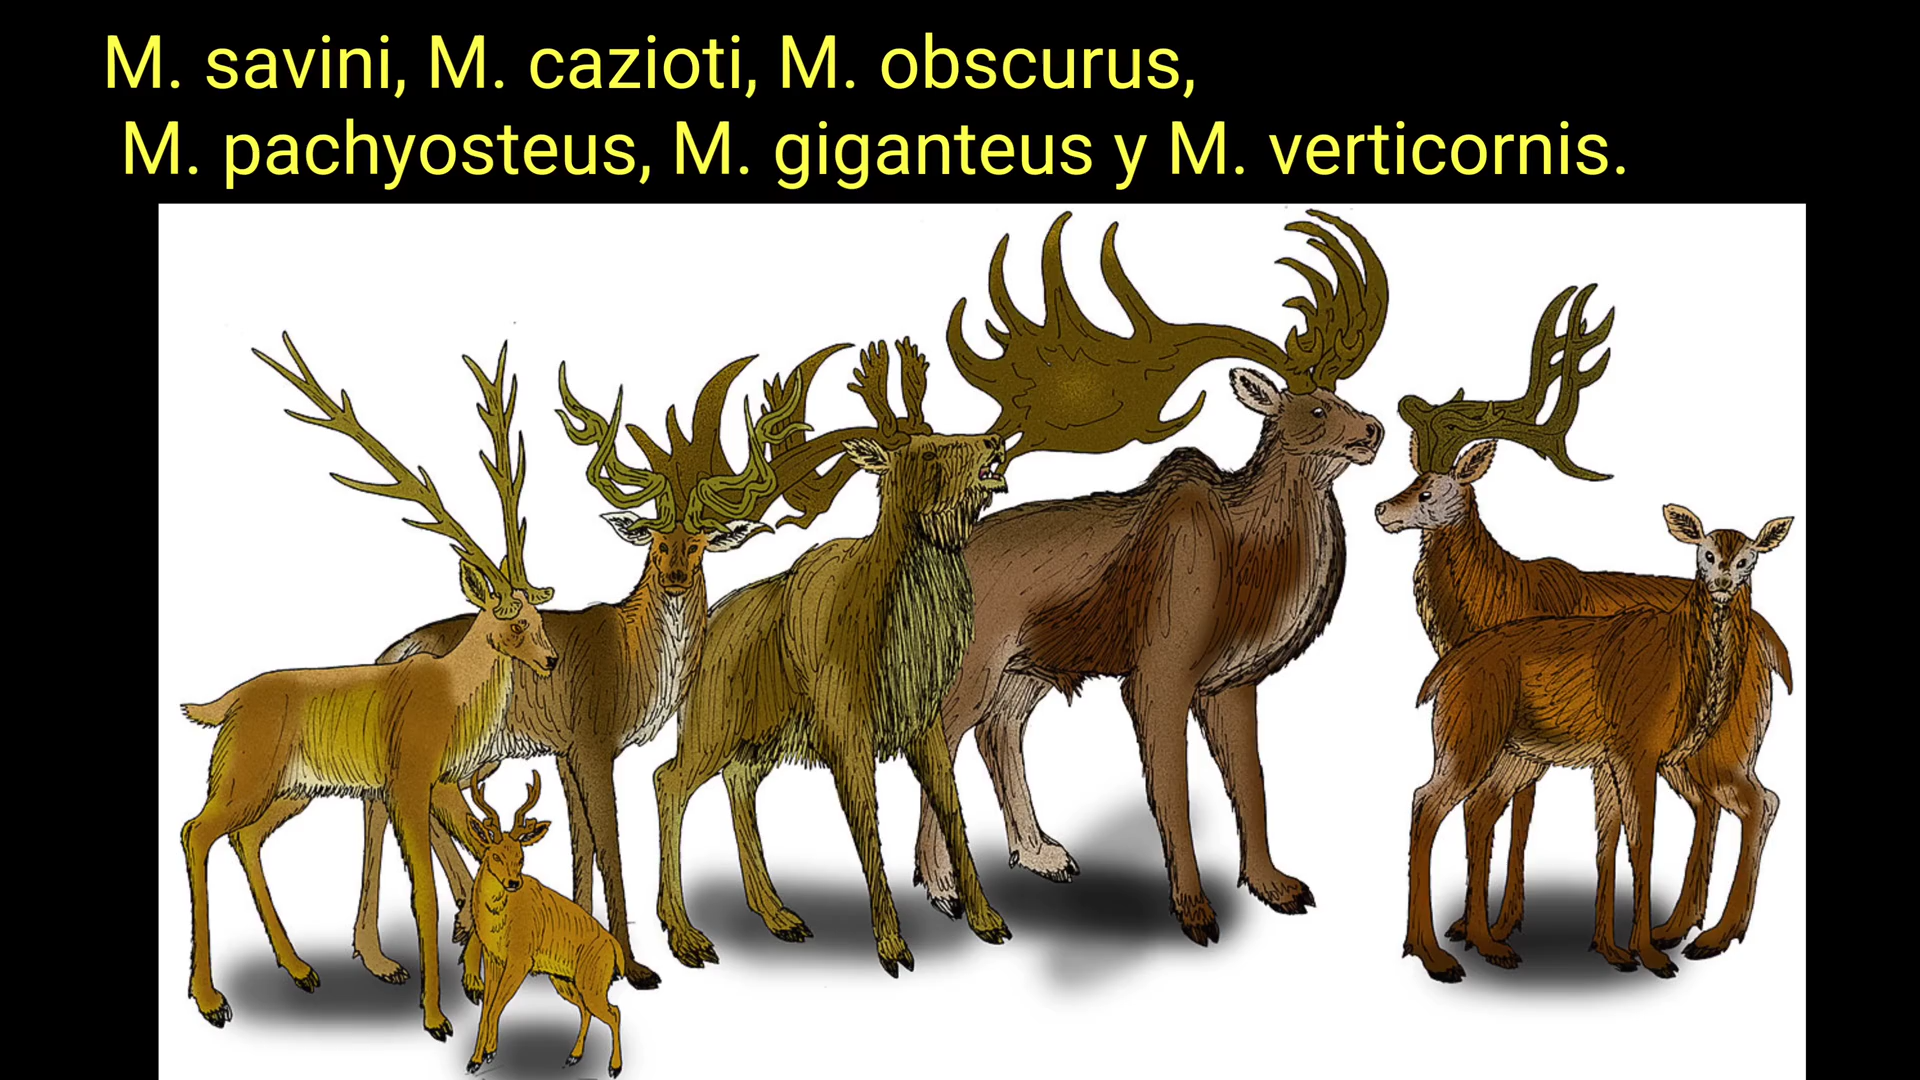 M. savini, M. cazioti, M. obscurus,
M. pachyosteus, M. giganteus y M. verticornis.